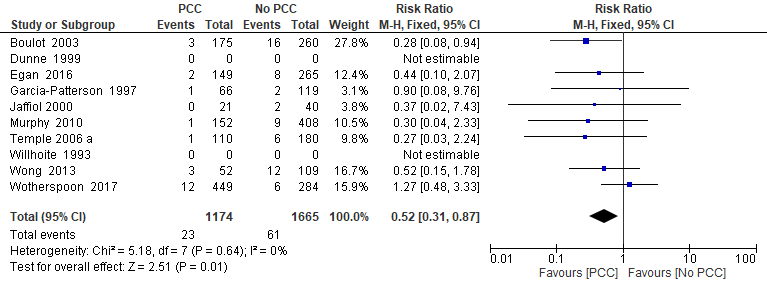 PCC No PCC Risk Ratio Risk Ratio
Study or Subgroup Events Total Events Total Weight M-H, Fixed, 95% CI M-H, Fixed, 95% CI
Boulot 2003 3 175 16 260 27.8% 0.28 [0.08, 0.94]
Dunne 1999 0 0 0 0 Not estimable
Egan 2016 2 149 8 265 12.4% 0.44 [0.10, 2.07]
Garcia-Patterson 1997 1 66 2 119 3.1% 0.90 [0.08, 9.76]
Jaffiol 2000 0 21 2 40 3.8% 0.37 [0.02, 7.43]
Murphy 2010 1 152 9 408 10.5% 0.30 [0.04, 2.33]
Temple 2006 a 1 110 6 180 9.8% 0.27 [0.03, 2.24]
Willhoite 1993 0 0 0 0 Not estimable
Wong 2013 3 52 12 109 16.7% 0.52 [0.15, 1.78]
Wotherspoon 2017 12 449 6 284 15.9% 1.27 [0.48, 3.33]
Total (95% CI) 1174 1665 100.0% 0.52 [0.31, 0.87]
Total events 23 61
Heterogeneity: Chi² = 5.18, df = 7 (P = 0.64); I² = 0%
Test for overall effect: Z = 2.51 (P = 0.01)
0.01 0.1 1 10 100
Favours [PCC] Favours [No PCC]